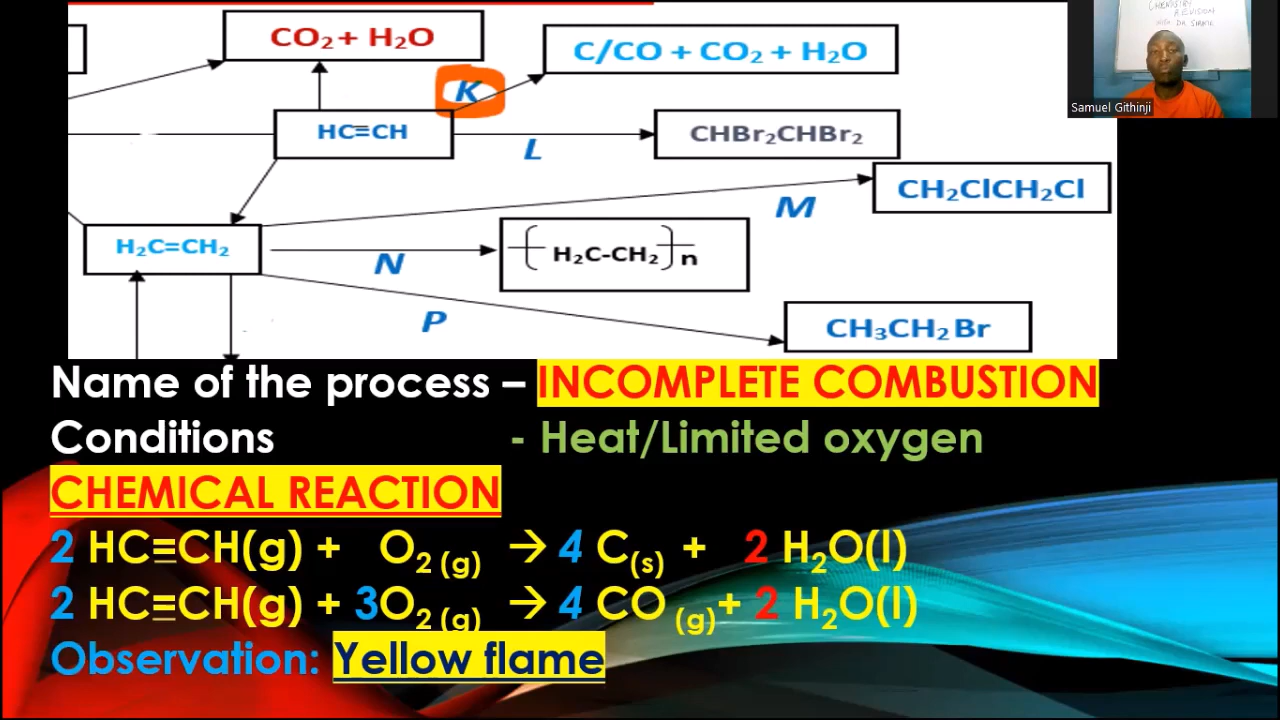 CO₂ + H₂O
C/CO + CO₂ + H₂O
K
HC≡CH
L
CHBr₂CHBr₂
CHEMISTRY
REVISION
Samuel Githinji
M
CH₂ClCH₂Cl
H₂C=CH₂
N
( H₂C-CH₂ )n
P
CH₃CH₂Br
Name of the process – INCOMPLETE COMBUSTION
Conditions - Heat/Limited oxygen
CHEMICAL REACTION
2 HC≡CH(g) + O₂ (g) → 4 C(s) + 2 H₂O(l)
2 HC≡CH(g) + 3O₂ (g) → 4 CO (g)+ 2 H₂O(l)
Observation: Yellow flame